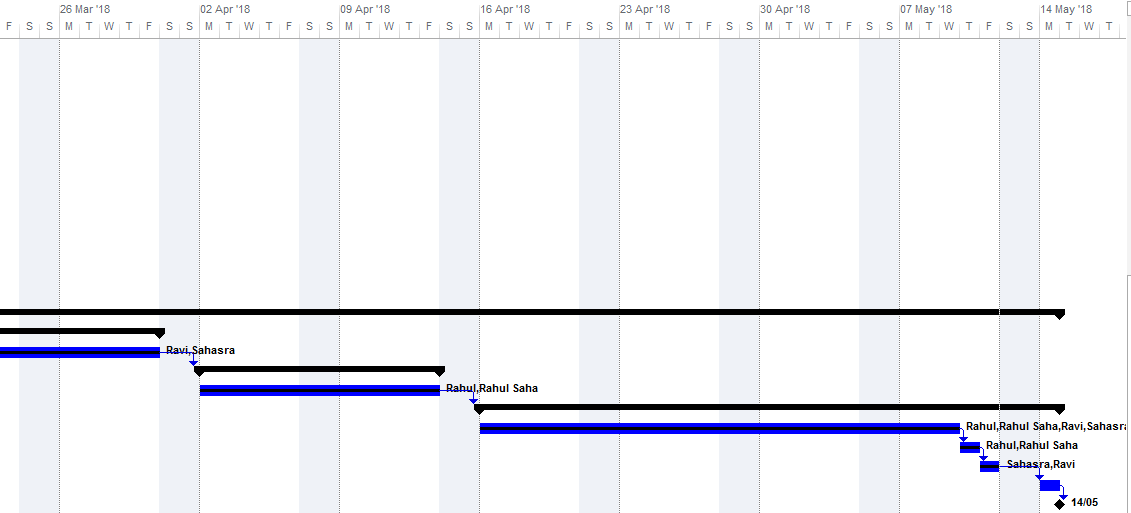 26 Mar '18 02 Apr '18 09 Apr '18 16 Apr '18 23 Apr '18 30 Apr '18 07 May '18 14 May '18
F S S M T W T F S S M T W T F S S M T W T F S S M T W T F S S M T W T F S S M T W T F S S M T W T F S S M T W T
Ravi,Sahasra
Rahul,Rahul Saha
Rahul,Rahul Saha,Ravi,Sahasra
Rahul,Rahul Saha
Sahasra,Ravi
14/05